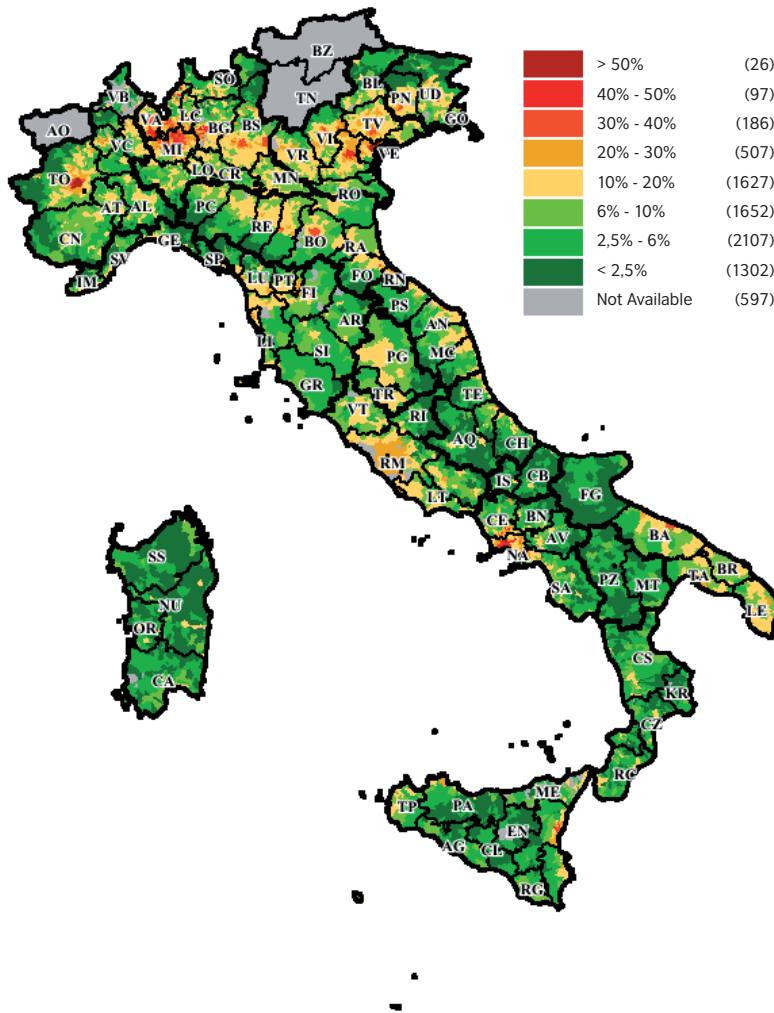 > 50% (26)
40% - 50% (97)
30% - 40% (186)
20% - 30% (507)
10% - 20% (1627)
6% - 10% (1652)
2,5% - 6% (2107)
< 2,5% (1302)
Not Available (597)
BZ
SO
BL
TN
PN
UD
VB
AO
VA
LC
BG
BS
TV
GO
VI
VE
VC
MI
VR
LO
CR
MN
TO
RO
AT
AL
PC
RE
CN
GE
BO
RA
SV
SP
IM
LU
PT
FO
RN
FI
PS
AR
AN
LI
SI
PG
MC
GR
TR
TE
VT
RI
AQ
CH
RM
IS
CB
FG
LT
CE
BN
BA
NA
AV
BR
TA
SS
SA
PZ
MT
LE
NU
OR
CS
CA
KR
CZ
RC
ME
TP
PA
EN
AG
CL
RG